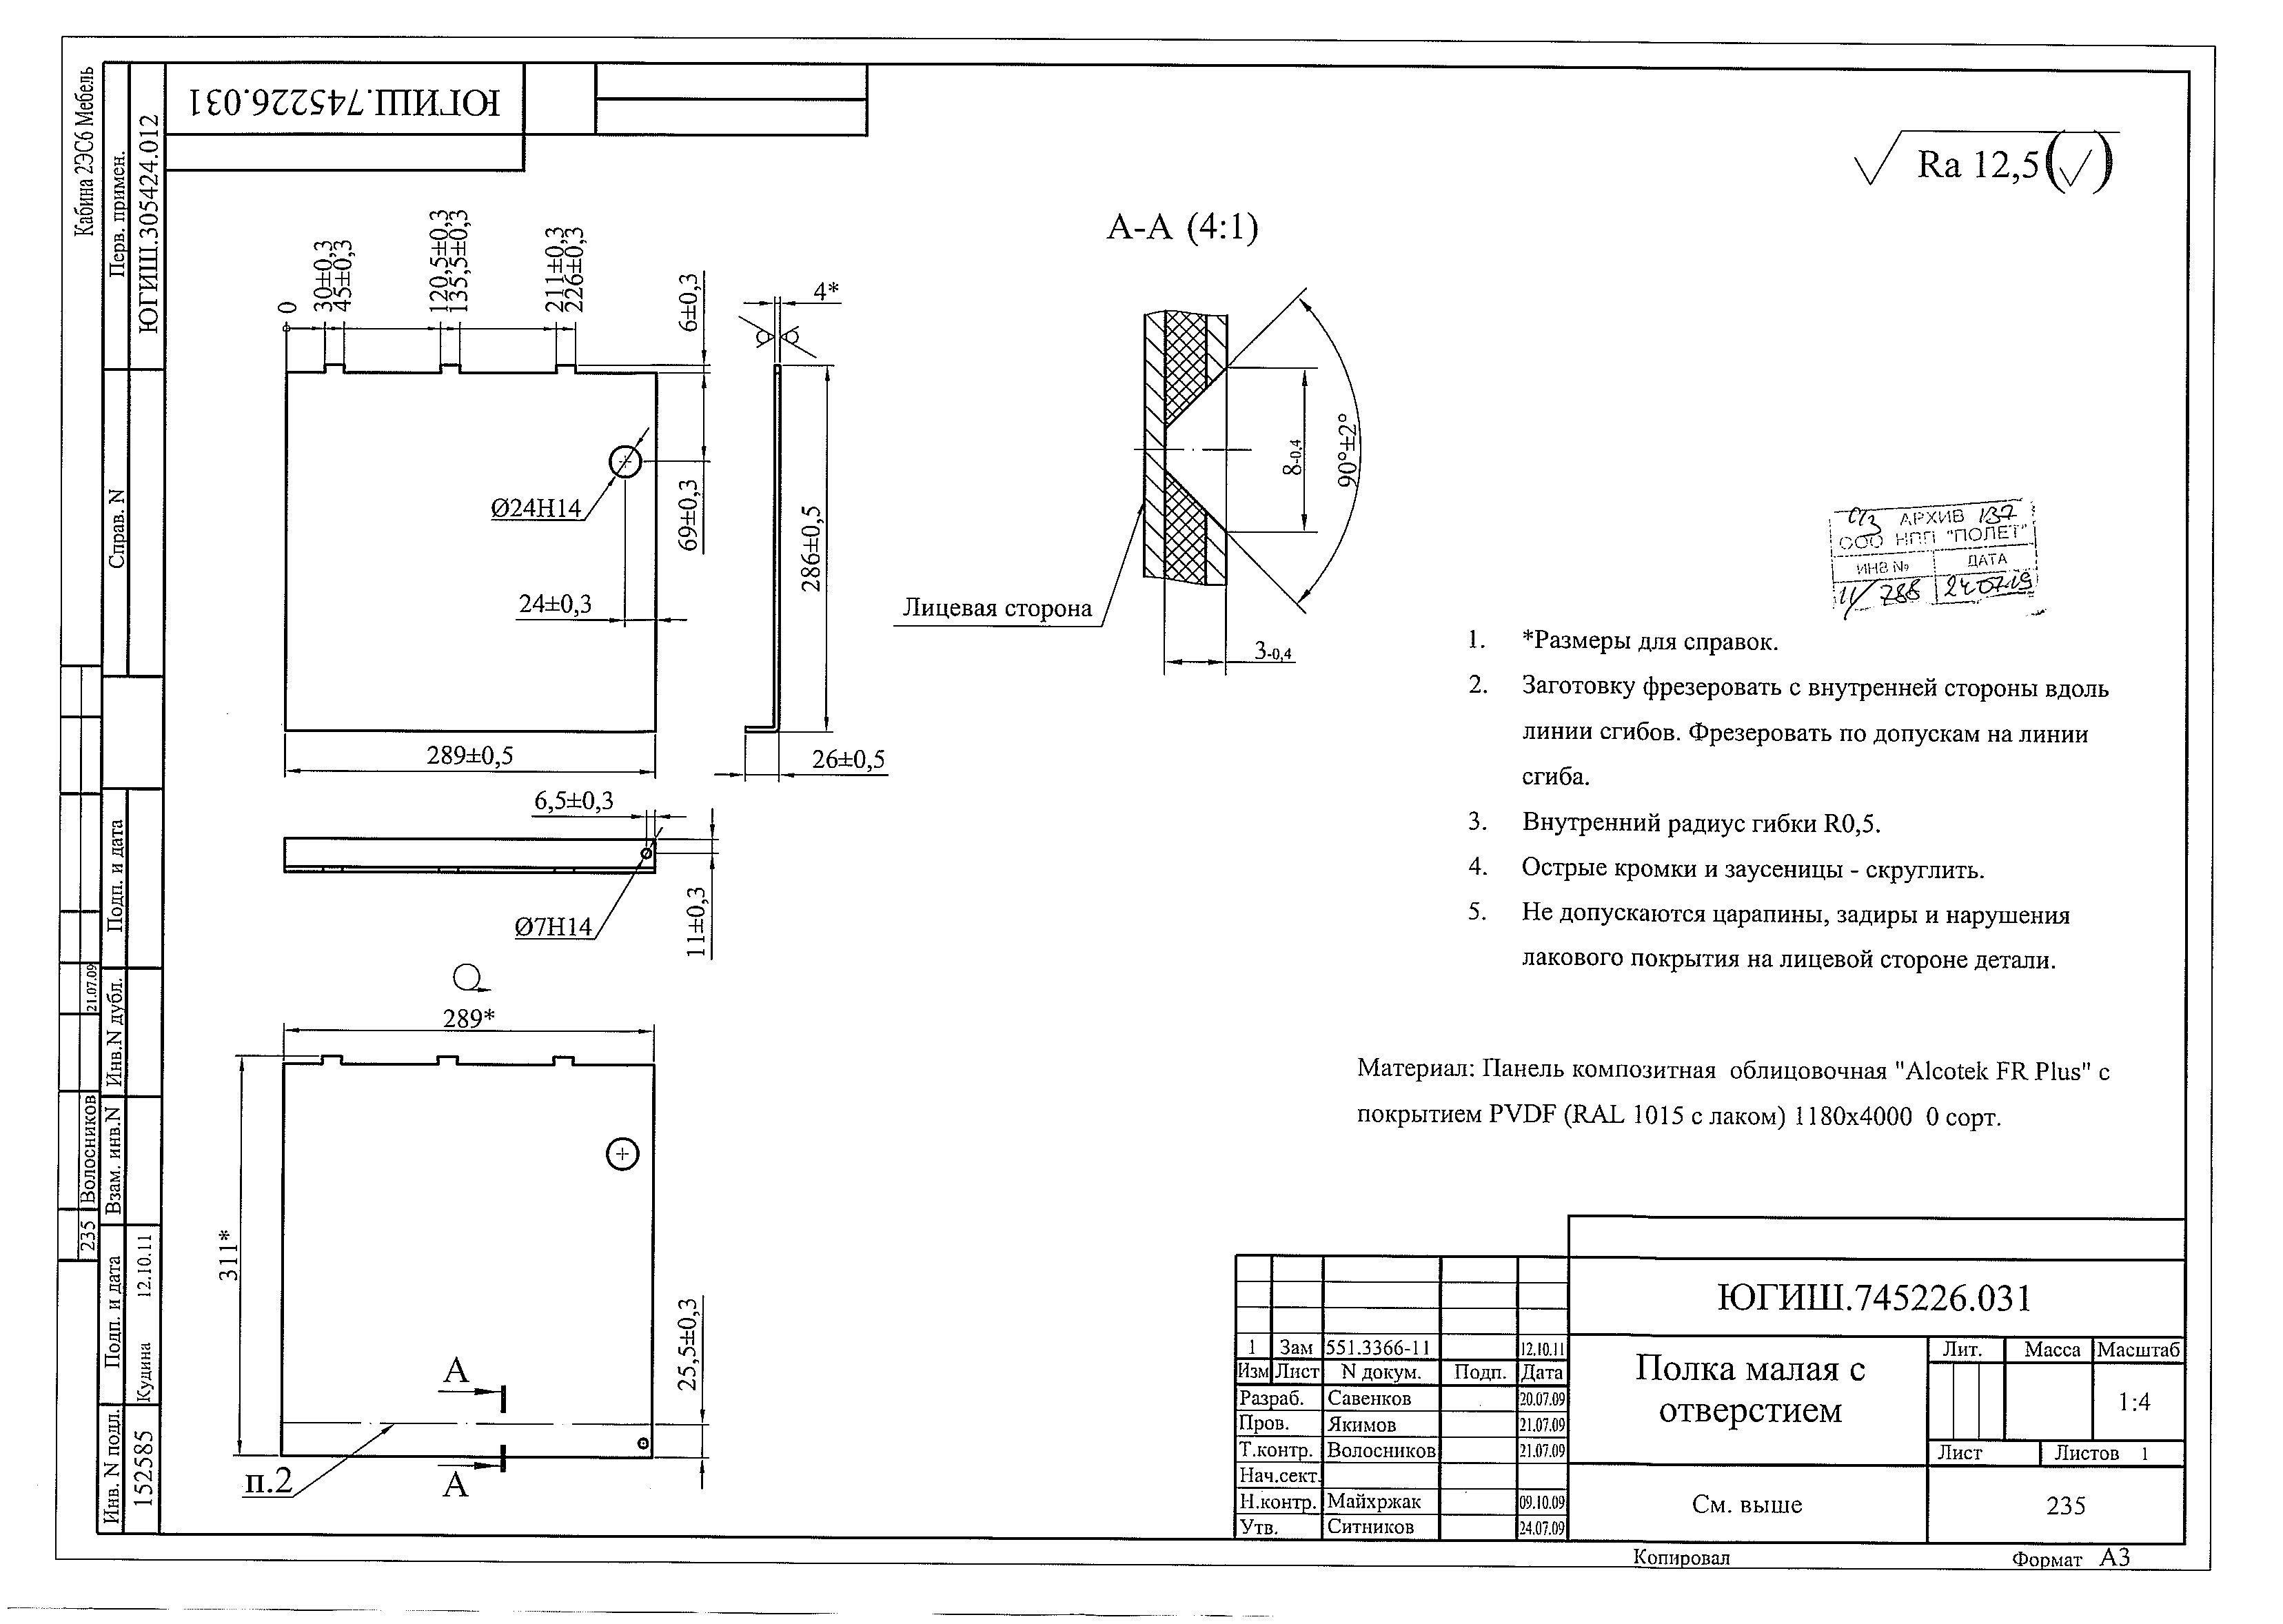 Кабина 2ЭС6 Мебель
Перв. примен.
ЮГИШ.305424.012
Справ. N
ЮГИШ.745226.031
Ra 12,5
0
30±0,3
45±0,3
120,5±0,3
135,5±0,3
211±0,3
226±0,3
6±0,3
4*
Ø24H14
69±0,3
286±0,5
24±0,3
289±0,5
26±0,5
6,5±0,3
Ø7H14
11±0,3
289*
311*
25,5±0,3
А
А
п.2
А-А (4:1)
8-0,4
90°±2°
Лицевая сторона
3-0,4
АРХИВ 137
ООО НПП "ПОЛЕТ"
ИНВ № ДАТА
11/788 240719
1. *Размеры для справок.
2. Заготовку фрезеровать с внутренней стороны вдоль
линии сгибов. Фрезеровать по допускам на линии
сгиба.
3. Внутренний радиус гибки R0,5.
4. Острые кромки и заусеницы - скруглить.
5. Не допускаются царапины, задиры и нарушения
лакового покрытия на лицевой стороне детали.
Материал: Панель композитная облицовочная "Alcotek FR Plus" с
покрытием PVDF (RAL 1015 с лаком) 1180х4000 0 сорт.
Подп. и дата
Инв.N дубл.
Взам. инв.N
Подп. и дата
Кудина 12.10.11
Инв. N подл.
152585
235 Волосников 21.07.09
1 Зам 551.3366-11 12.10.11
Изм Лист N докум. Подп. Дата
Разраб. Савенков 20.07.09
Пров. Якимов 21.07.09
Т.контр. Волосников 21.07.09
Нач.сект.
Н.контр. Майхржак 09.10.09
Утв. Ситников 24.07.09
ЮГИШ.745226.031
Полка малая с
отверстием
Лит. Масса Масштаб
1:4
Лист Листов 1
См. выше
235
Копировал
Формат А3